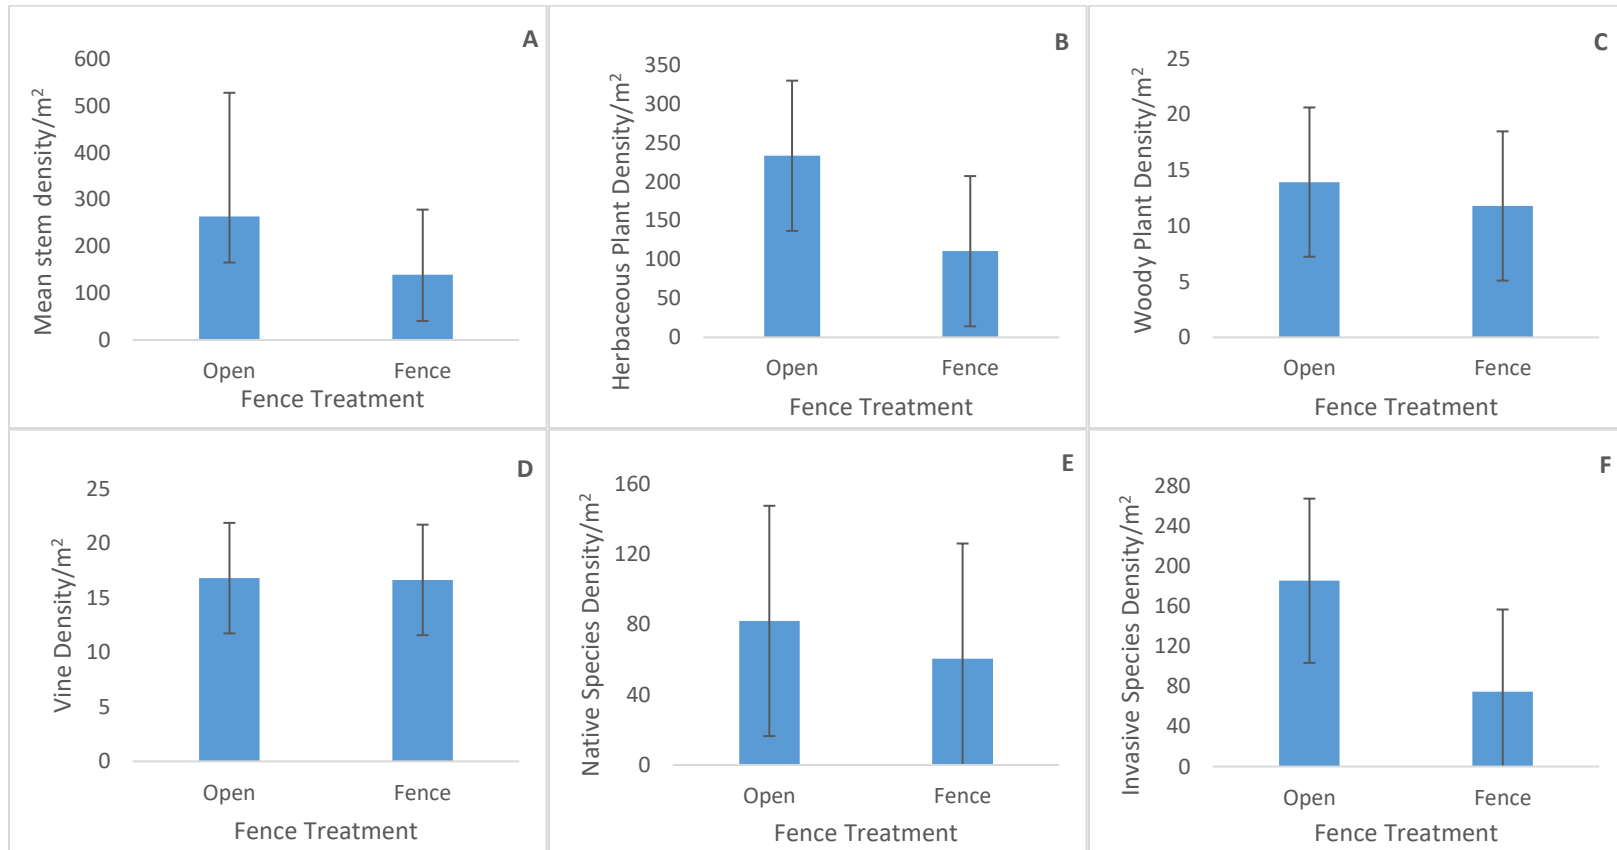 A
Mean stem density/m²
600
500
400
300
200
100
0
Open Fence
Fence Treatment
B
Herbaceous Plant Density/m²
350
300
250
200
150
100
50
0
Open Fence
Fence Treatment
C
Woody Plant Density/m²
25
20
15
10
5
0
Open Fence
Fence Treatment
D
Vine Density/m²
25
20
15
10
5
0
Open Fence
Fence Treatment
E
Native Species Density/m²
160
120
80
40
0
Open Fence
Fence Treatment
F
Invasive Species Density/m²
280
240
200
160
120
80
40
0
Open Fence
Fence Treatment